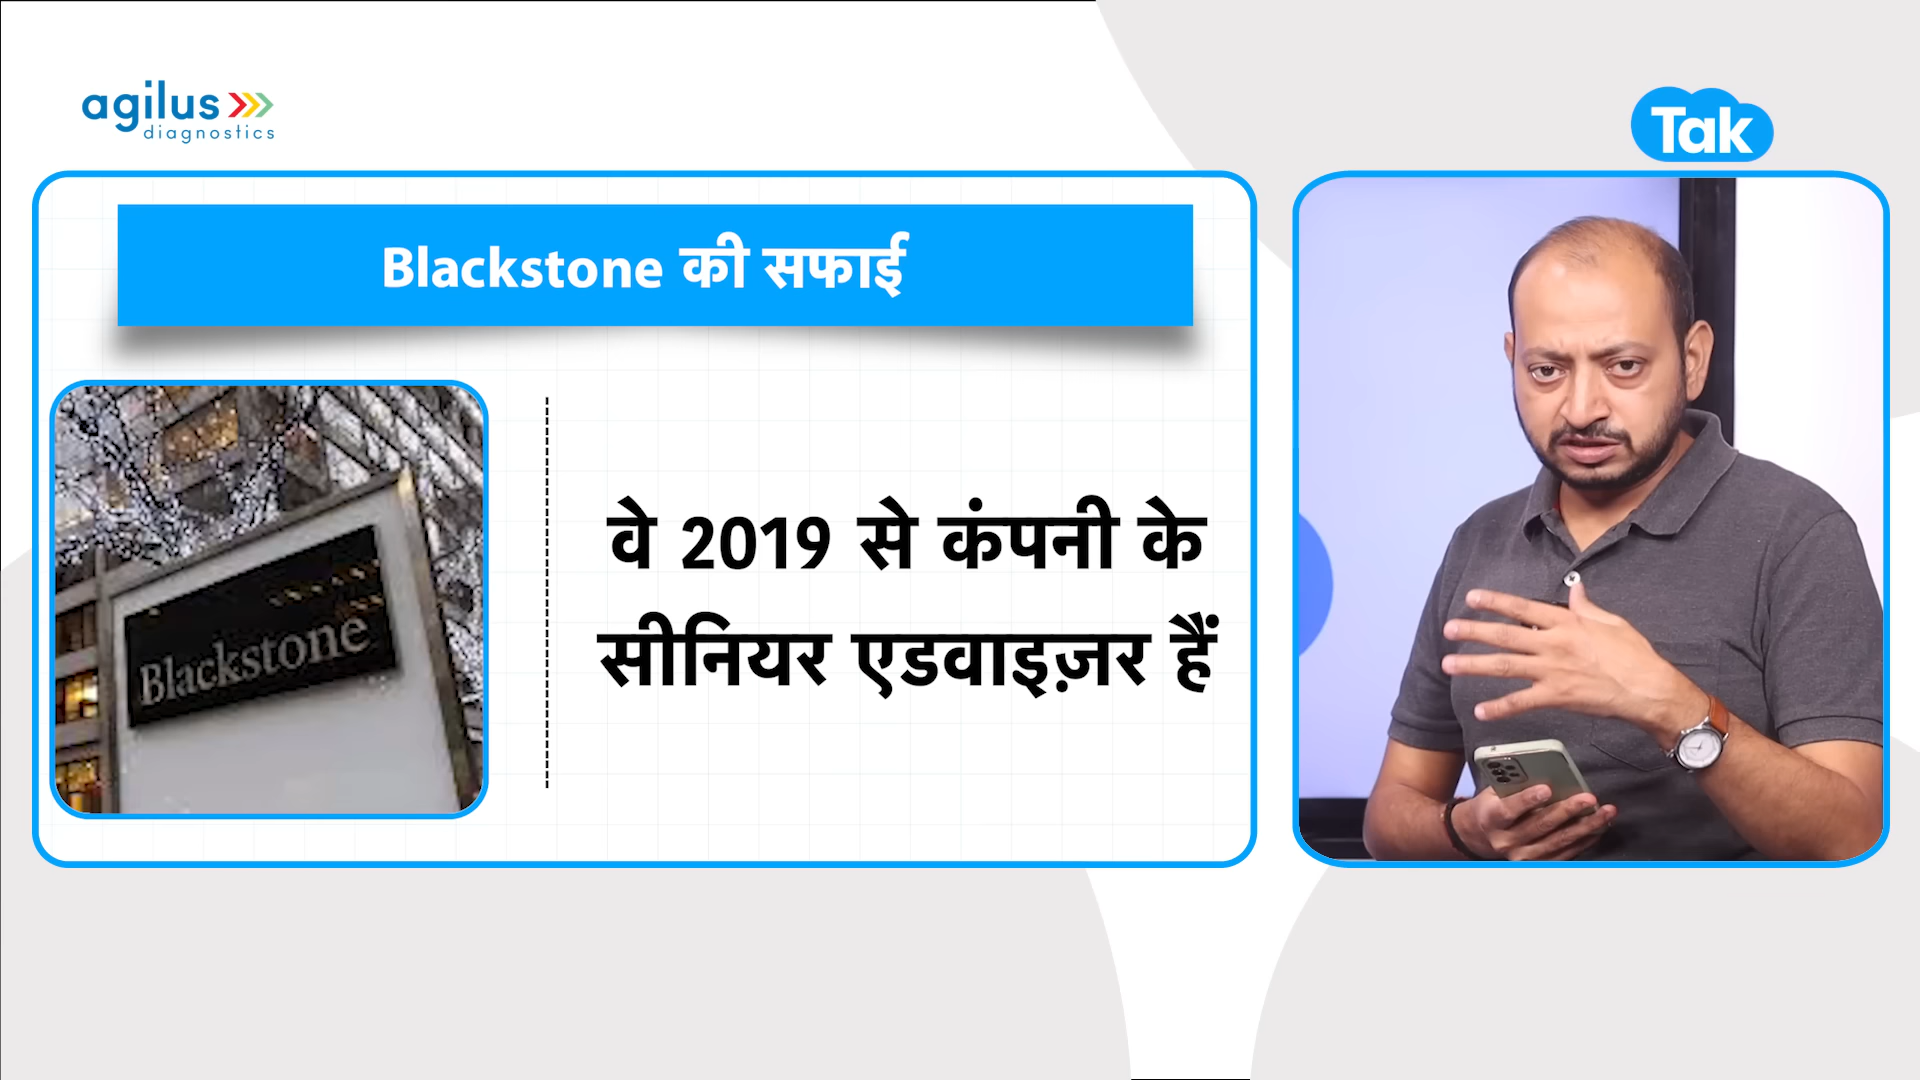 agilus
diagnostics
Tak
Blackstone की सफाई
Blackstone
वे 2019 से कंपनी के
सीनियर एडवाइज़र हैं